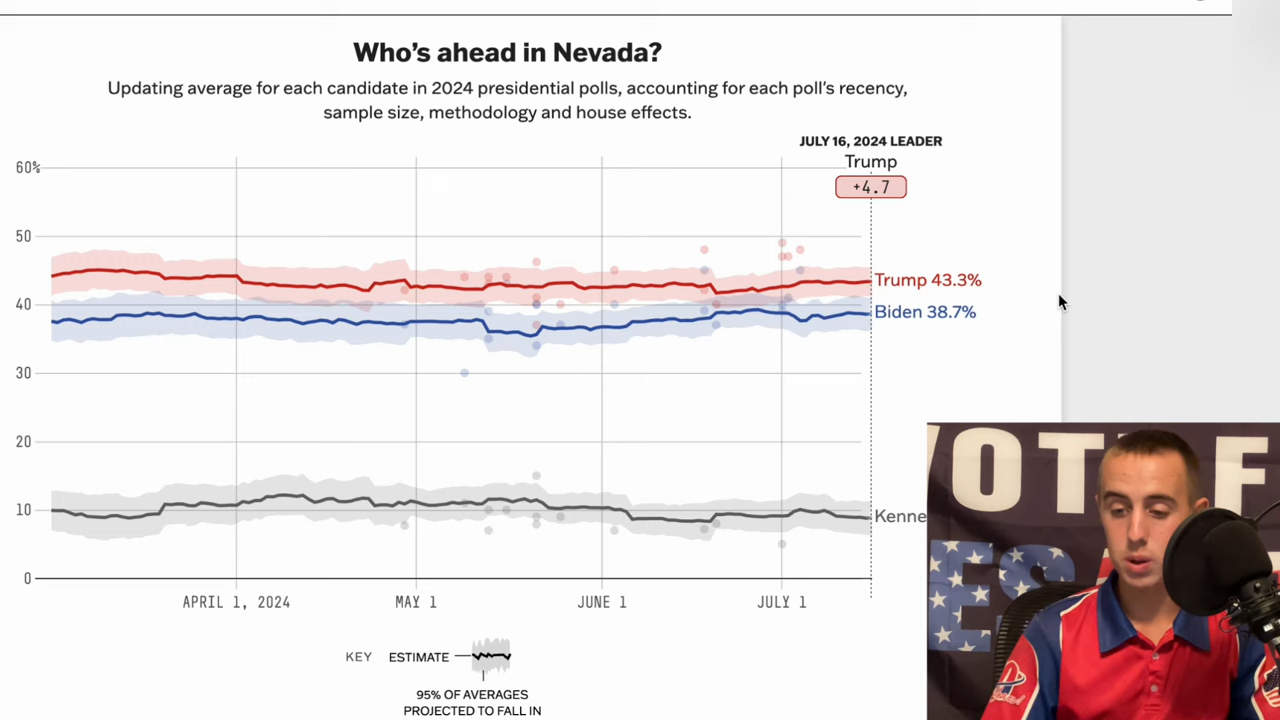 Who's ahead in Nevada?
Updating average for each candidate in 2024 presidential polls, accounting for each poll's recency,
sample size, methodology and house effects.
JULY 16, 2024 LEADER
Trump
+4.7
60%
50
40
30
20
10
0
Trump 43.3%
Biden 38.7%
Kenne
APRIL 1, 2024
MAY 1
JUNE 1
JULY 1
KEY
ESTIMATE
95% OF AVERAGES
PROJECTED TO FALL IN
VOTE F
ES